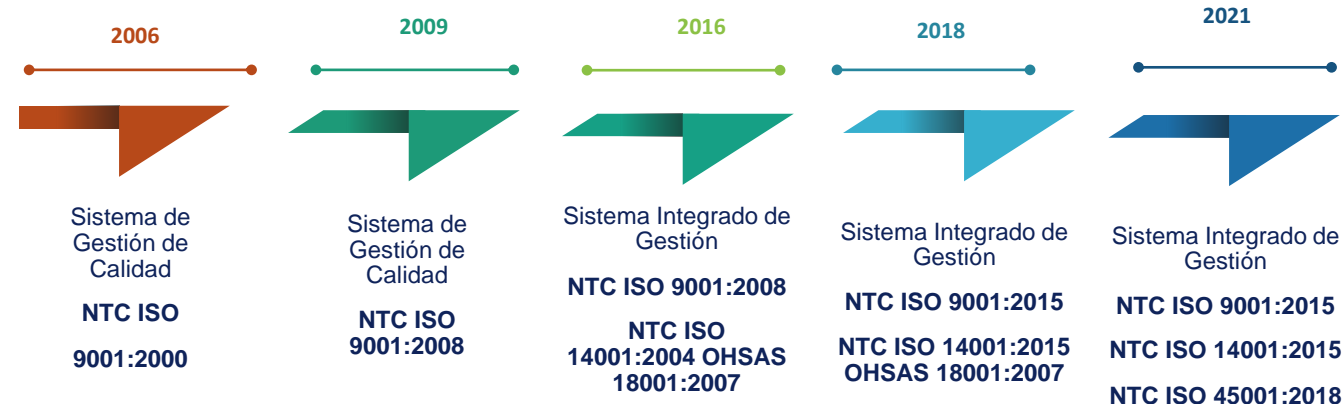 2006
Sistema de
Gestión de
Calidad
NTC ISO
9001:2000
2009
Sistema de
Gestión de
Calidad
NTC ISO
9001:2008
2016
Sistema Integrado de
Gestión
NTC ISO 9001:2008
NTC ISO
14001:2004 OHSAS
18001:2007
2018
Sistema Integrado de
Gestión
NTC ISO 9001:2015
NTC ISO 14001:2015
OHSAS 18001:2007
2021
Sistema Integrado de
Gestión
NTC ISO 9001:2015
NTC ISO 14001:2015
NTC ISO 45001:2018